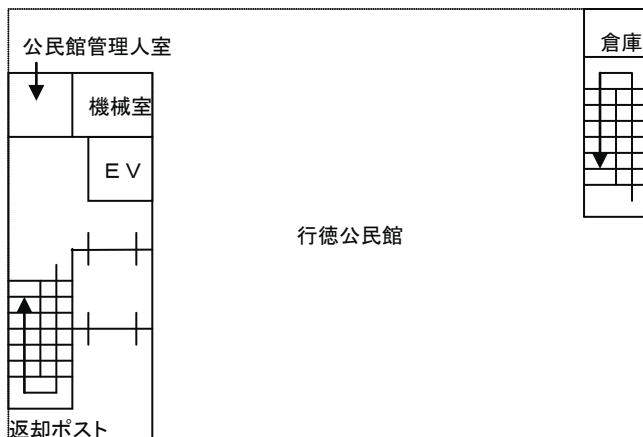 倉庫
公民館管理人室
機械室
ＥＶ
行徳公民館
返却ポスト